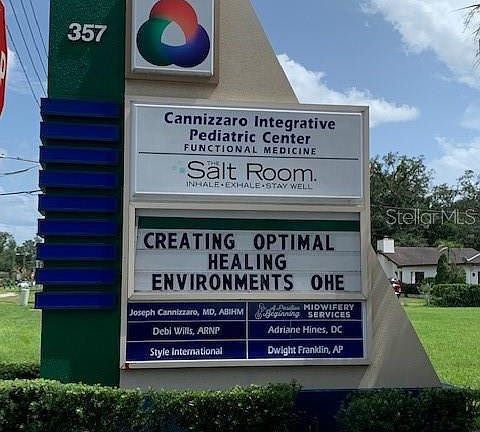 357
Cannizzaro Integrative
Pediatric Center
FUNCTIONAL MEDICINE
THE
Salt Room.
INHALE • EXHALE • STAY WELL
CREATING OPTIMAL
HEALING
ENVIRONMENTS OHE
Joseph Cannizzaro, MD, ABIHM
A Positive Beginning MIDWIFERY SERVICES
Debi Wills, ARNP
Adriane Hines, DC
Style International
Dwight Franklin, AP
Stellar MLS